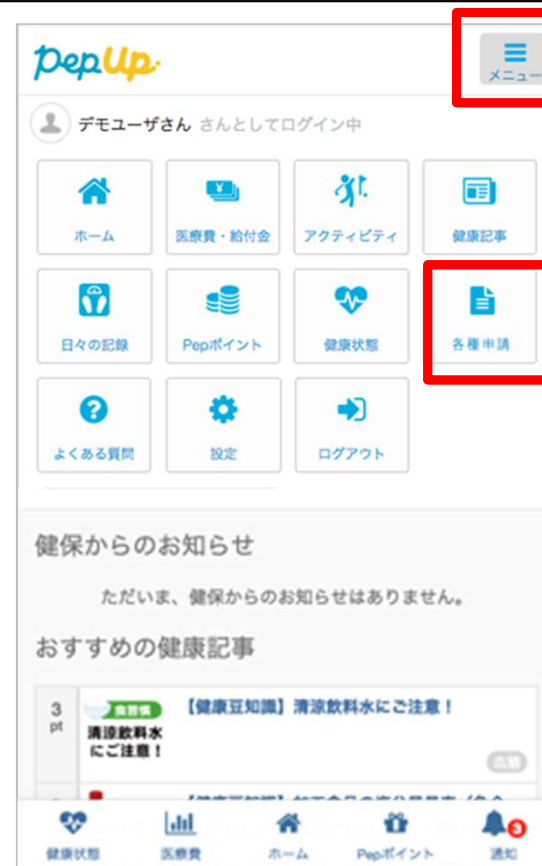 PepUp
メニュー
デモユーザさん さんとしてログイン中
ホーム
医療費・給付金
アクティビティ
健康記事
日々の記録
Pepポイント
健康状態
各種申請
よくある質問
設定
ログアウト
健保からのお知らせ
ただいま、健保からのお知らせはありません。
おすすめの健康記事
3
pt
食習慣
清涼飲料水
にご注意！
【健康豆知識】清涼飲料水にご注意！
血糖
健康状態
医療費
ホーム
Pepポイント
通知
3